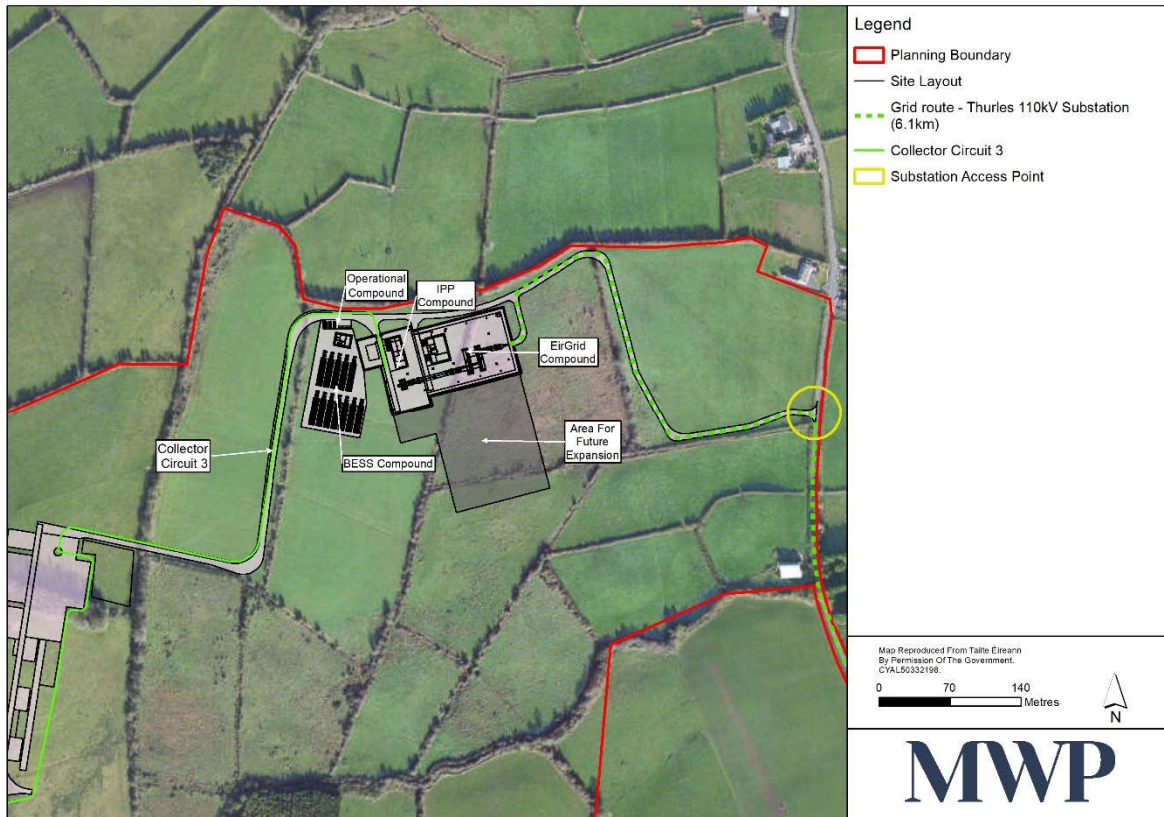 Operational
Compound
IPP
Compound
EirGrid
Compound
Area For
Future
Expansion
Collector
Circuit 3
BESS Compound
Legend
Planning Boundary
Site Layout
Grid route - Thurles 110kV Substation
(6.1km)
Collector Circuit 3
Substation Access Point
Map Reproduced From Tailte Éireann
By Permission Of The Government.
CYAL50332198.
0 70 140
Metres
N
MWP